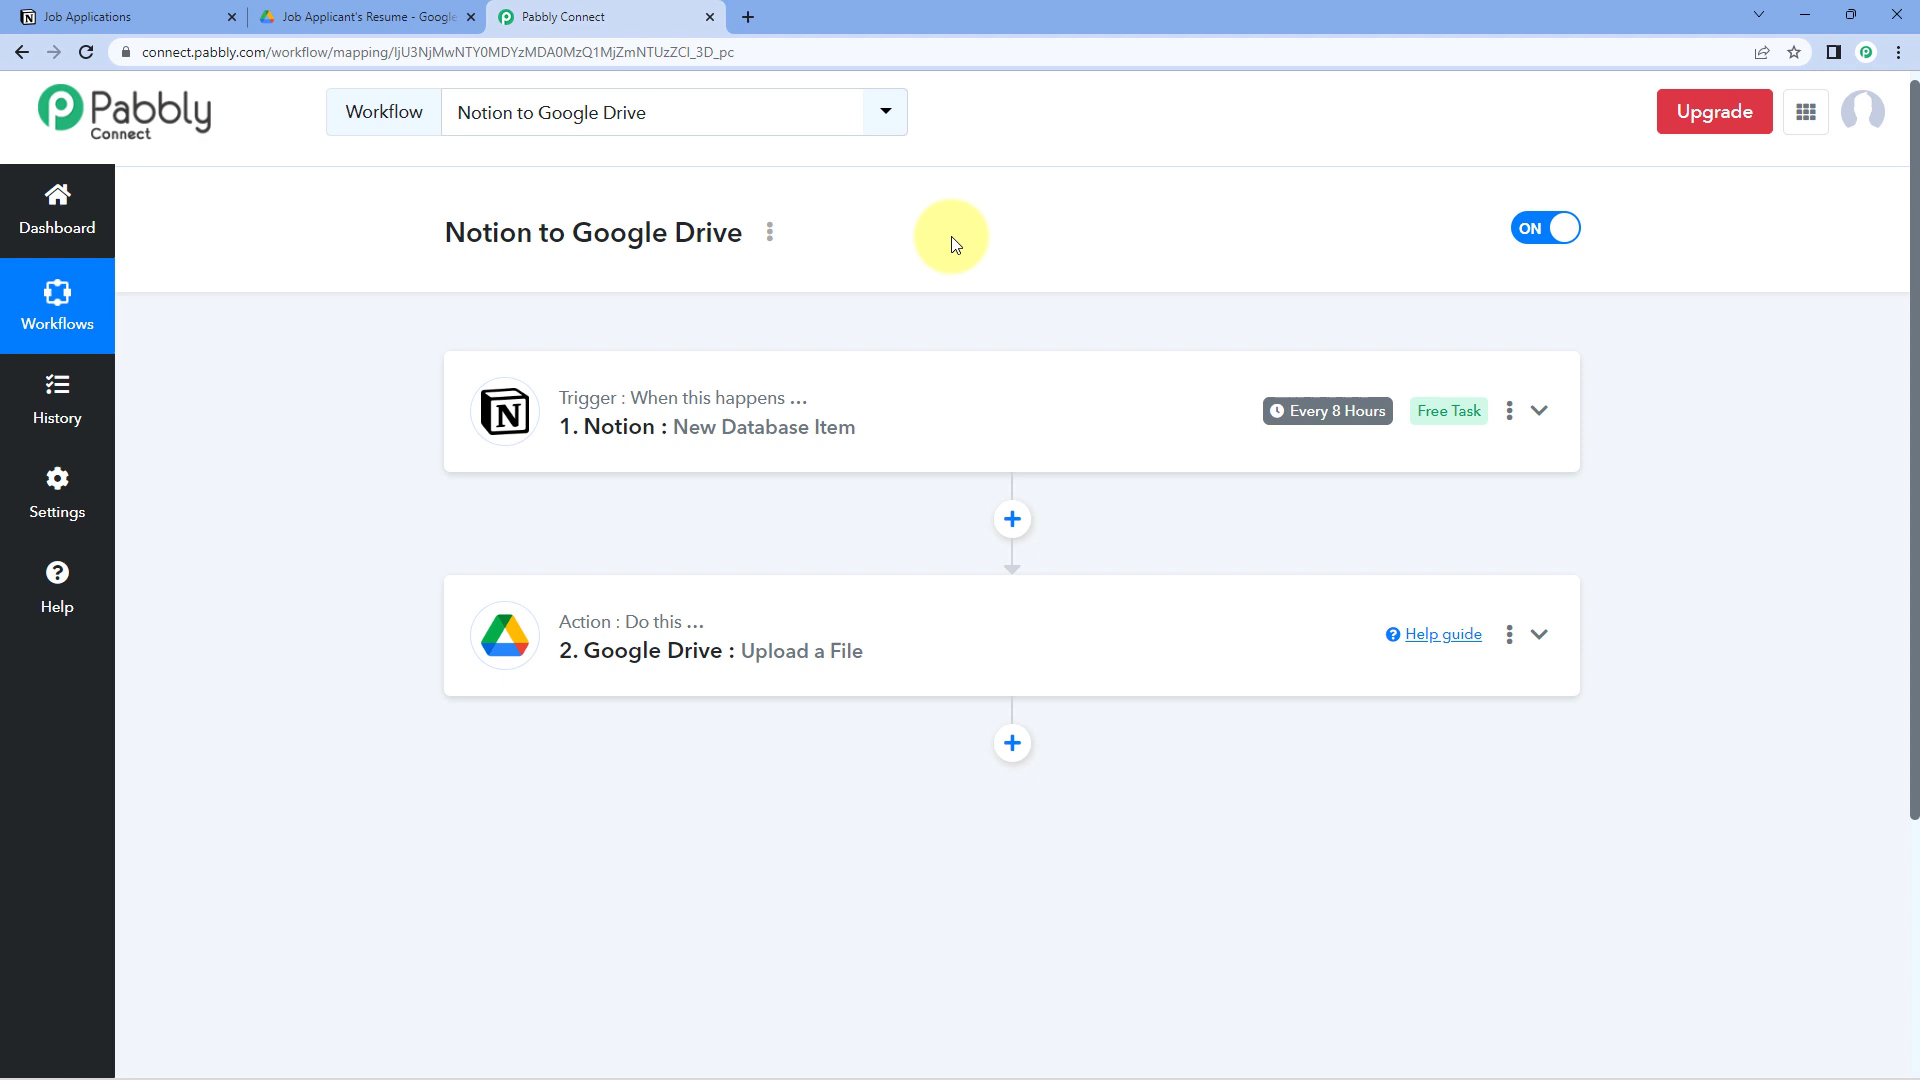 Job Applications
Job Applicant's Resume - Google
Pabbly Connect
connect.pabbly.com/workflow/mapping/IjU3NjMwNTY0MDYzMDA0MzQ1MjZmNTUzZCI_3D_pc
Pabbly
Connect
Workflow
Notion to Google Drive
Upgrade
Dashboard
Workflows
History
Settings
Help
Notion to Google Drive
ON
Trigger : When this happens ...
1. Notion : New Database Item
Every 8 Hours
Free Task
Action : Do this ...
2. Google Drive : Upload a File
Help guide